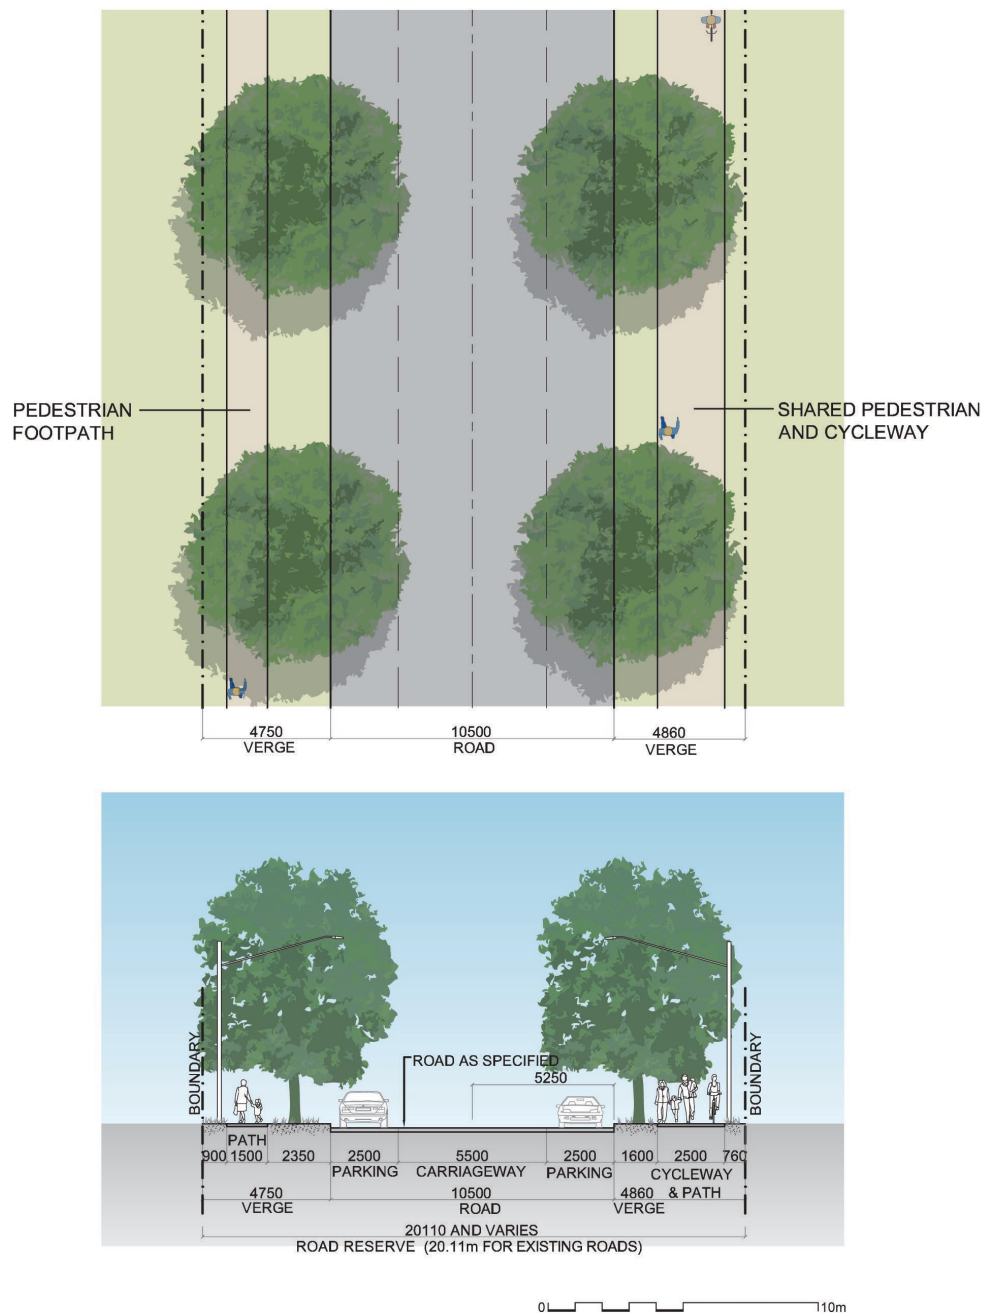 PEDESTRIAN
FOOTPATH
SHARED PEDESTRIAN
AND CYCLEWAY
4750
VERGE
10500
ROAD
4860
VERGE
BOUNDARY
ROAD AS SPECIFIED
5250
BOUNDARY
PATH
900 1500 2350 2500 5500 2500 1600 2500 760
PARKING CARRIAGEWAY PARKING CYCLEWAY
& PATH
4750 10500 4860
VERGE ROAD VERGE
20110 AND VARIES
ROAD RESERVE (20.11m FOR EXISTING ROADS)
0 10m